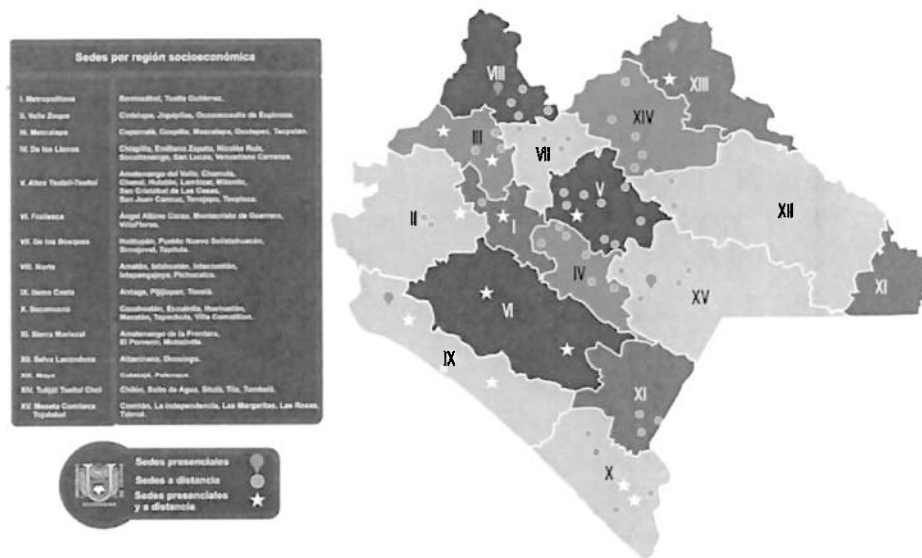 Sedes por región socioeconómica
I. Metropolitana
Berriozábal, Tuxtla Gutiérrez.
II. Valle Zoque
Cintalapa, Jiquipilas, Ocozocoautla de Espinoza.
III. Mezcalapa
Copainalá, Coapilla, Mezcalapa, Ocotepec, Tecpatán.
IV. De los Llanos
Chiapilla, Emiliano Zapata, Nicolás Ruiz,
Socoltenango, San Lucas, Venustiano Carranza.
V. Altos Tsotsil-Tseltal
Amatenango del Valle, Chamula,
Chanal, Huixtán, Larráinzar, Mitontic,
San Cristóbal de Las Casas,
San Juan Cancuc, Tenejapa, Teopisca.
VI. Frailesca
Ángel Albino Corzo, Montecristo de Guerrero,
Villaflores.
VII. De los Bosques
Huitiupán, Pueblo Nuevo Solistahuacán,
Simojovel, Tapilula.
VIII. Norte
Amatán, Ixtacomitán,
Ixtapangajoya, Pichucalco.
IX. Istmo Costa
Arriaga, Pijijiapan, Tonalá.
X. Soconusco
Cacahoatán, Escuintla, Huehuetán,
Mazatán, Tapachula, Villa Comaltitlán.
XI. Sierra Mariscal
Amatenango de la Frontera,
El Porvenir, Motozintla.
XII. Selva Lacandona
Altamirano, Ocosingo.
XIII. Maya
Catazajá, Palenque.
XIV. Tulijá Tseltal Chol
Chilón, Salto de Agua, Sitalá, Tila, Tumbalá.
XV. Meseta Comiteca
Tojolabal
Comitán, La Independencia, Las Margaritas, Las Rosas,
Tzimol.
Sedes presenciales
Sedes a distancia
Sedes presenciales
y a distancia
VIII
XIII
XIV
III
VII
V
XII
II
I
IV
XI
XV
VI
IX
XI
X